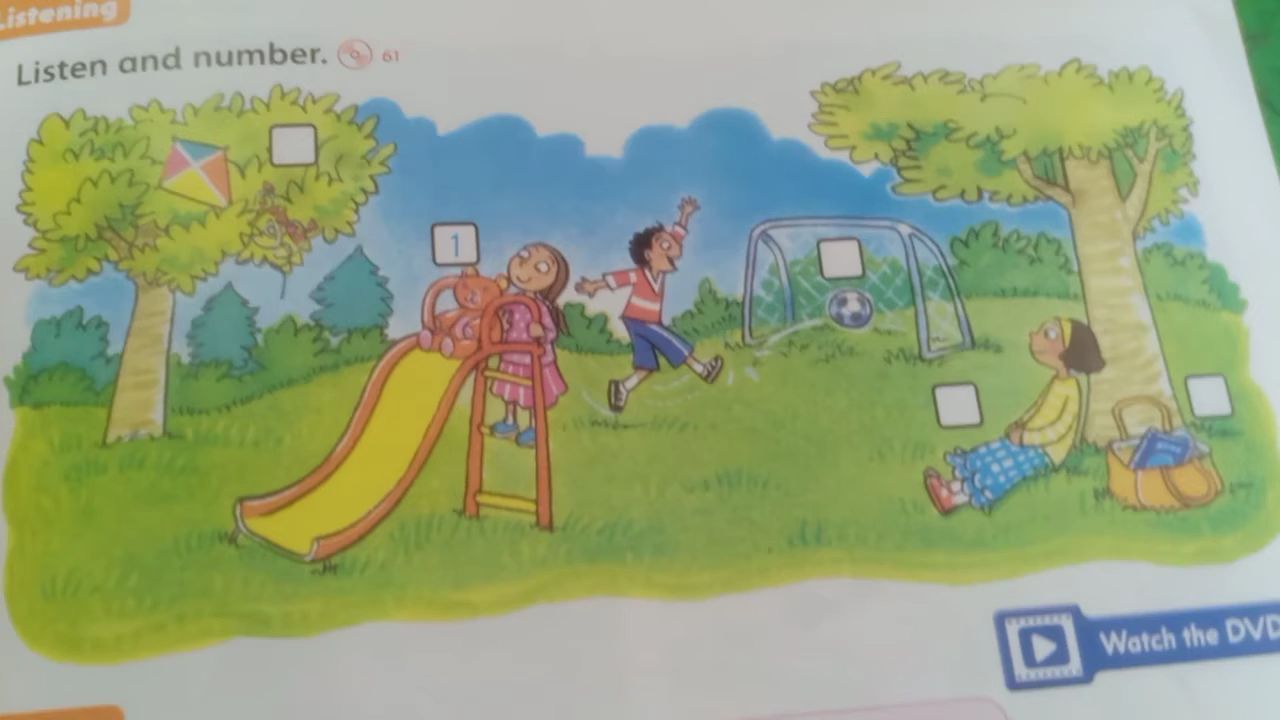 Listening
Listen and number. 61
1
Watch the DVD